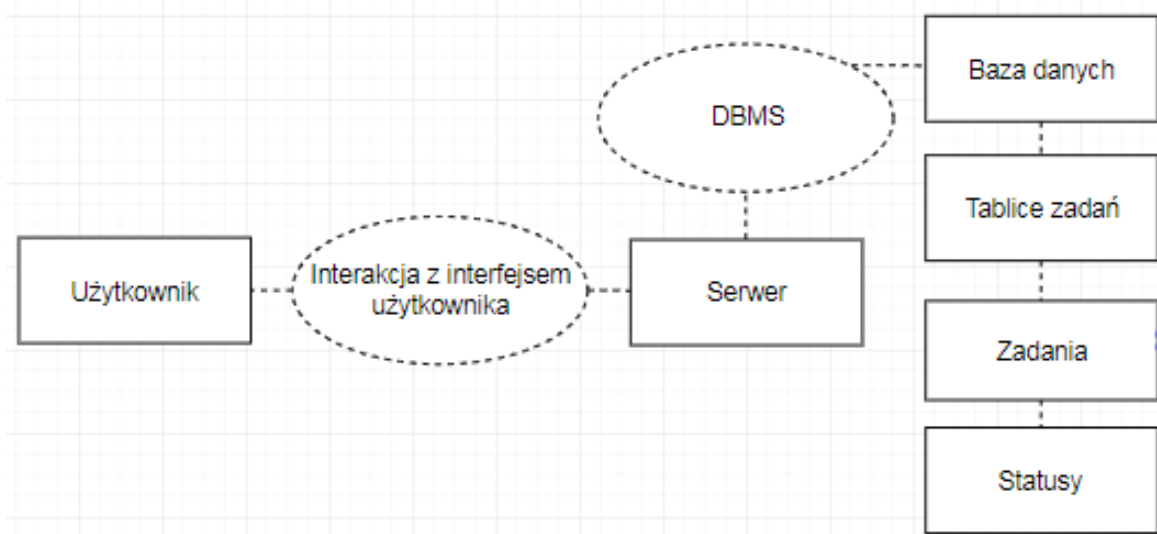 Baza danych
DBMS
Tablice zadań
Użytkownik
Interakcja z interfejsem
użytkownika
Serwer
Zadania
Statusy